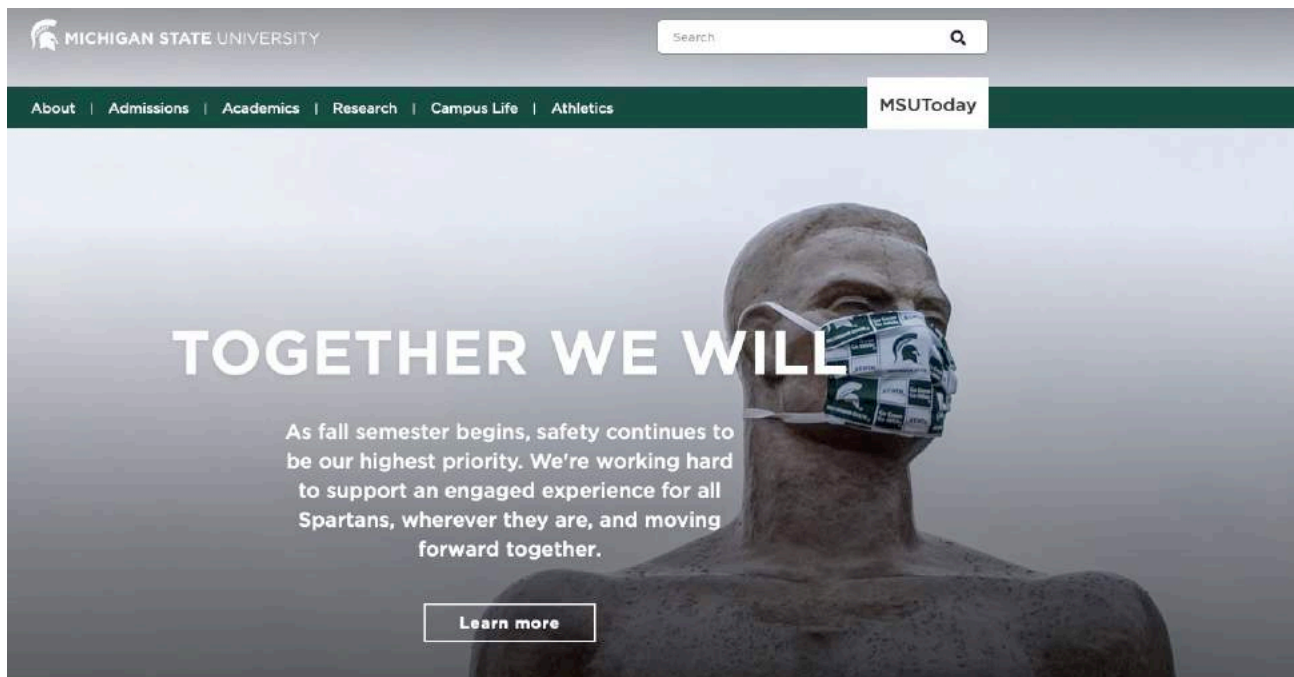 MICHIGAN STATE UNIVERSITY
Search
About | Admissions | Academics | Research | Campus Life | Athletics
MSUToday
TOGETHER WE WILL
As fall semester begins, safety continues to
be our highest priority. We're working hard
to support an engaged experience for all
Spartans, wherever they are, and moving
forward together.
Learn more